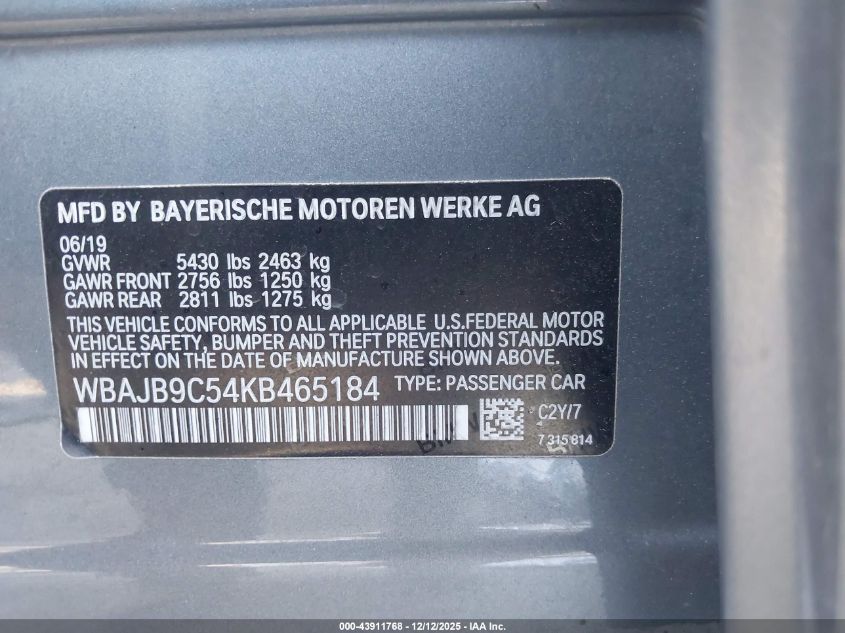 MFD BY BAYERISCHE MOTOREN WERKE AG
06/19
GVWR 5430 lbs 2463 kg
GAWR FRONT 2756 lbs 1250 kg
GAWR REAR 2811 lbs 1275 kg
THIS VEHICLE CONFORMS TO ALL APPLICABLE U.S.FEDERAL MOTOR
VEHICLE SAFETY, BUMPER AND THEFT PREVENTION STANDARDS
IN EFFECT ON THE DATE OF MANUFACTURE SHOWN ABOVE.
WBAJB9C54KB465184 TYPE: PASSENGER CAR
C2Y/7
7 315 814
000-43911768 - 12/12/2025 - IAA Inc.